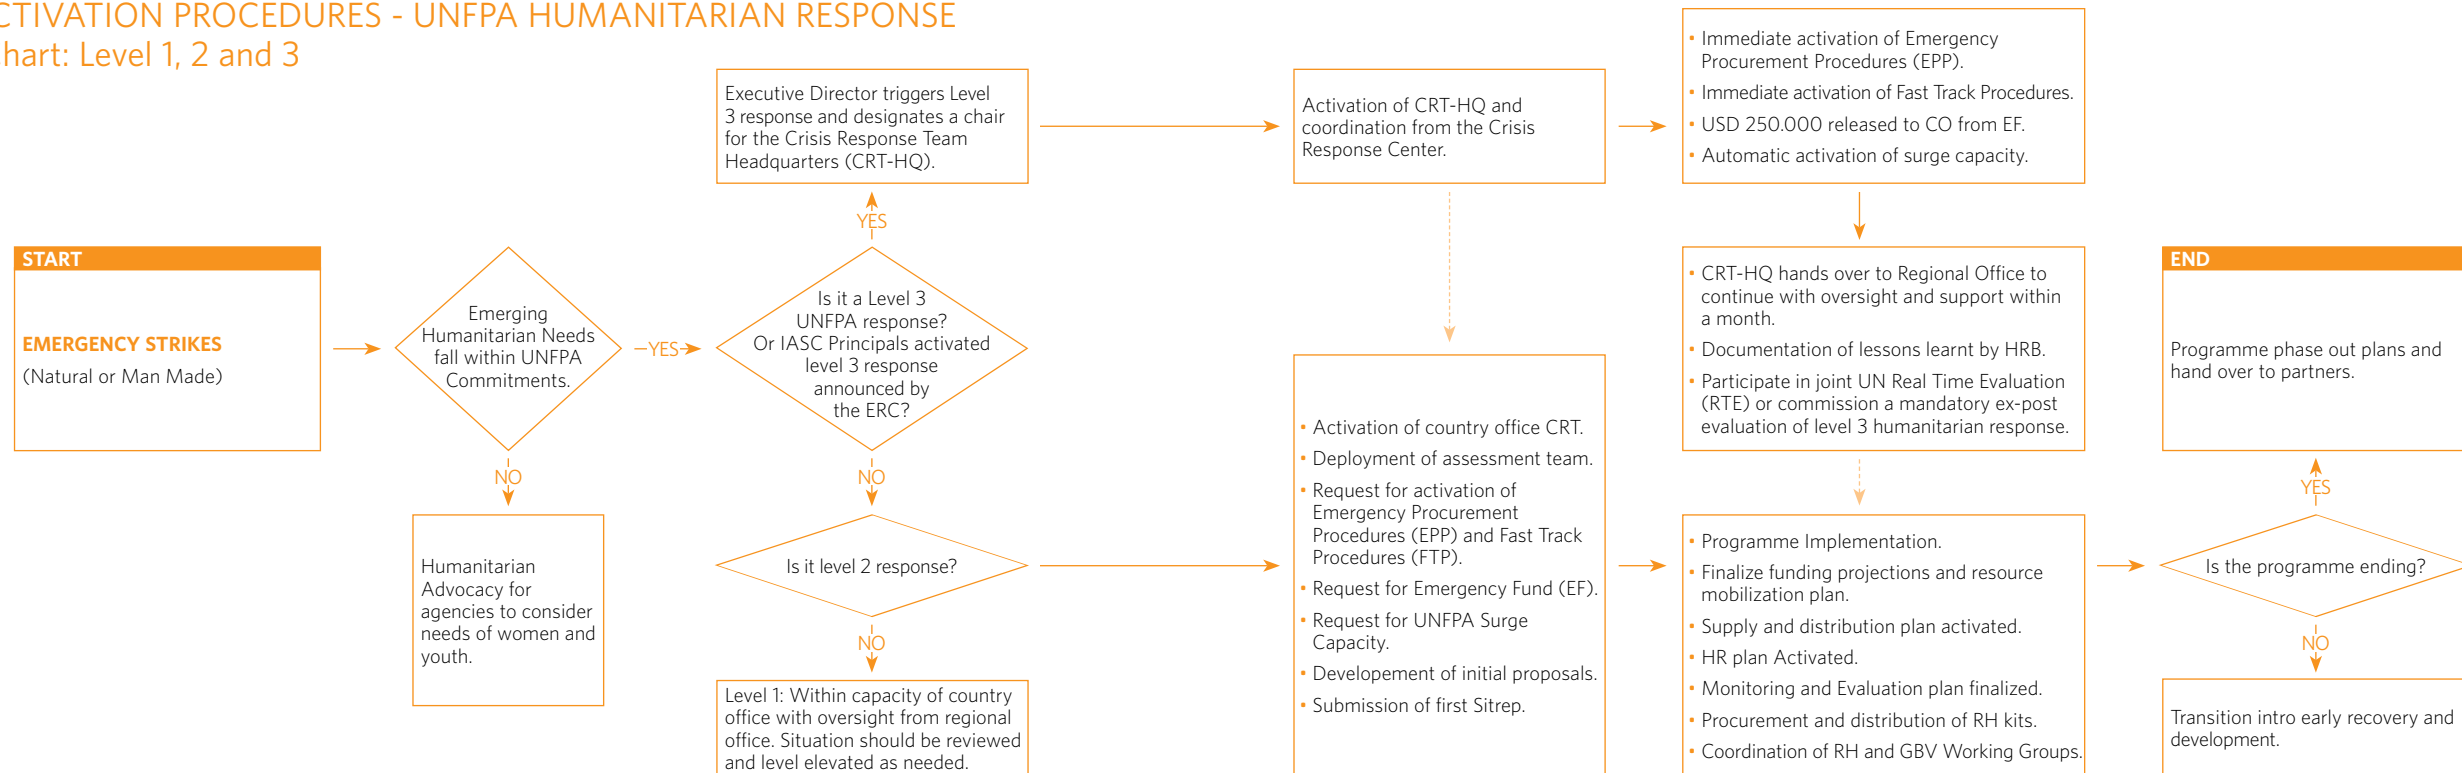 CTIVATION PROCEDURES - UNFPA HUMANITARIAN RESPONSE
hart: Level 1, 2 and 3
START
EMERGENCY STRIKES
(Natural or Man Made)
Emerging
Humanitarian Needs
fall within UNFPA
Commitments.
YES
NO
Humanitarian
Advocacy for
agencies to consider
needs of women and
youth.
Executive Director triggers Level
3 response and designates a chair
for the Crisis Response Team
Headquarters (CRT-HQ).
YES
Is it a Level 3
UNFPA response?
Or IASC Principals activated
level 3 response
announced by
the ERC?
NO
Is it level 2 response?
NO
Level 1: Within capacity of country
office with oversight from regional
office. Situation should be reviewed
and level elevated as needed.
Activation of CRT-HQ and
coordination from the Crisis
Response Center.
• Activation of country office CRT.
• Deployment of assessment team.
• Request for activation of
Emergency Procurement
Procedures (EPP) and Fast Track
Procedures (FTP).
• Request for Emergency Fund (EF).
• Request for UNFPA Surge
Capacity.
• Developement of initial proposals.
• Submission of first Sitrep.
• Immediate activation of Emergency
Procurement Procedures (EPP).
• Immediate activation of Fast Track Procedures.
• USD 250.000 released to CO from EF.
• Automatic activation of surge capacity.
• CRT-HQ hands over to Regional Office to
continue with oversight and support within
a month.
• Documentation of lessons learnt by HRB.
• Participate in joint UN Real Time Evaluation
(RTE) or commission a mandatory ex-post
evaluation of level 3 humanitarian response.
• Programme Implementation.
• Finalize funding projections and resource
mobilization plan.
• Supply and distribution plan activated.
• HR plan Activated.
• Monitoring and Evaluation plan finalized.
• Procurement and distribution of RH kits.
• Coordination of RH and GBV Working Groups.
END
Programme phase out plans and
hand over to partners.
YES
Is the programme ending?
NO
Transition intro early recovery and
development.